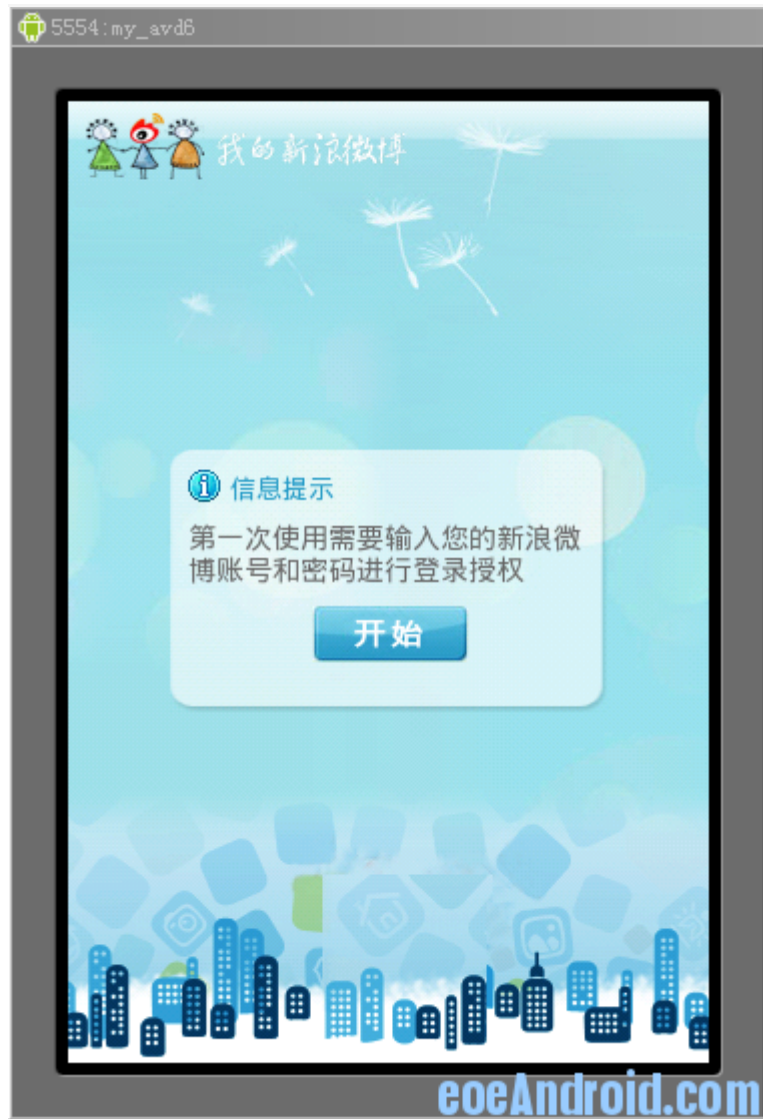 5554:my_avd6
我的新浪微博
信息提示
第一次使用需要输入您的新浪微
博账号和密码进行登录授权
开始
eoeAndroid.com